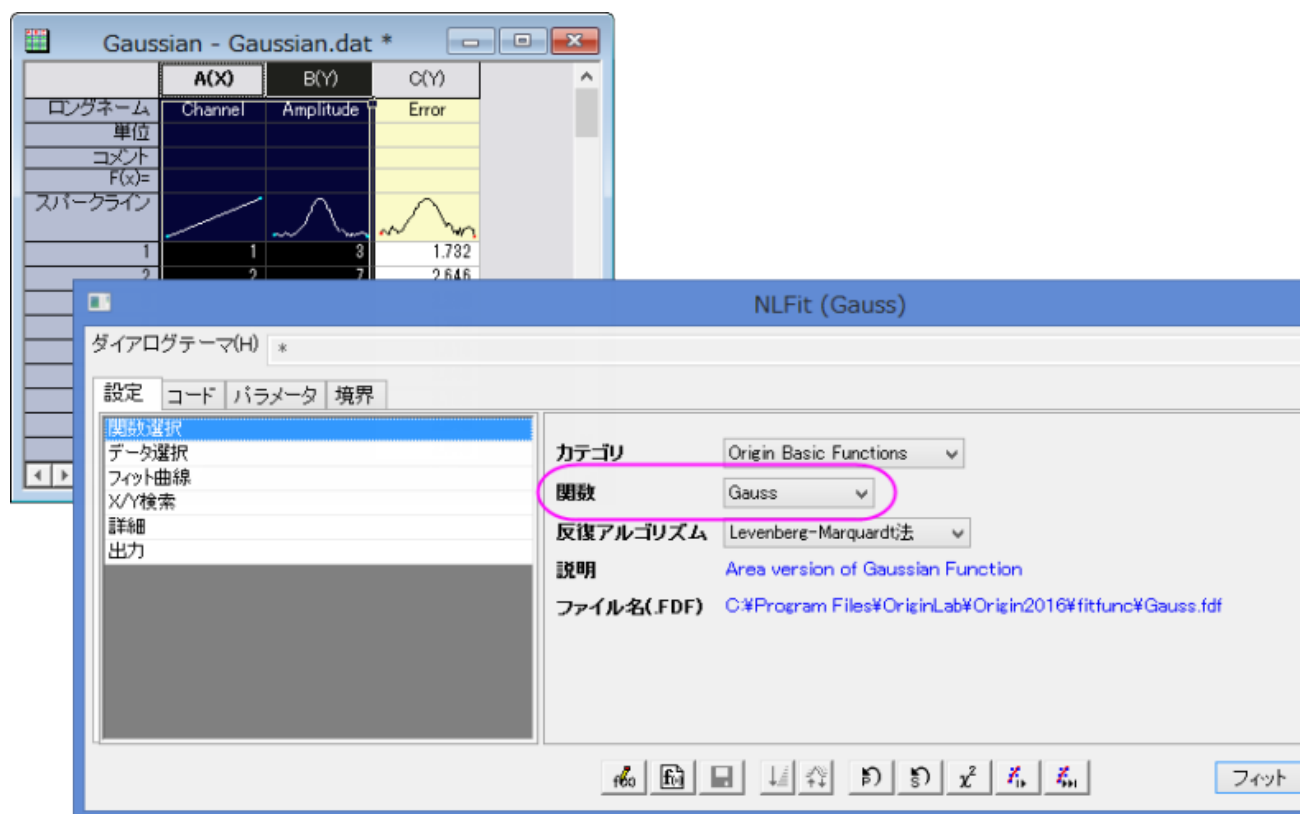 Gaussian - Gaussian.dat *
A(X) B(Y) C(Y)
ロングネーム Channel Amplitude Error
単位
コメント
F(x)=
スパークライン
1 1 3 1.732
2 2 7 2.646
NLFit (Gauss)
ダイアログテーマ(H) *
設定 コード パラメータ 境界
関数選択
データ選択
フィット曲線
X/Y検索
詳細
出力
カテゴリ Origin Basic Functions
関数 Gauss
反復アルゴリズム Levenberg-Marquardt法
説明 Area version of Gaussian Function
ファイル名(.FDF) C:¥Program Files¥OriginLab¥Origin2016¥fitfunc¥Gauss.fdf
フィット